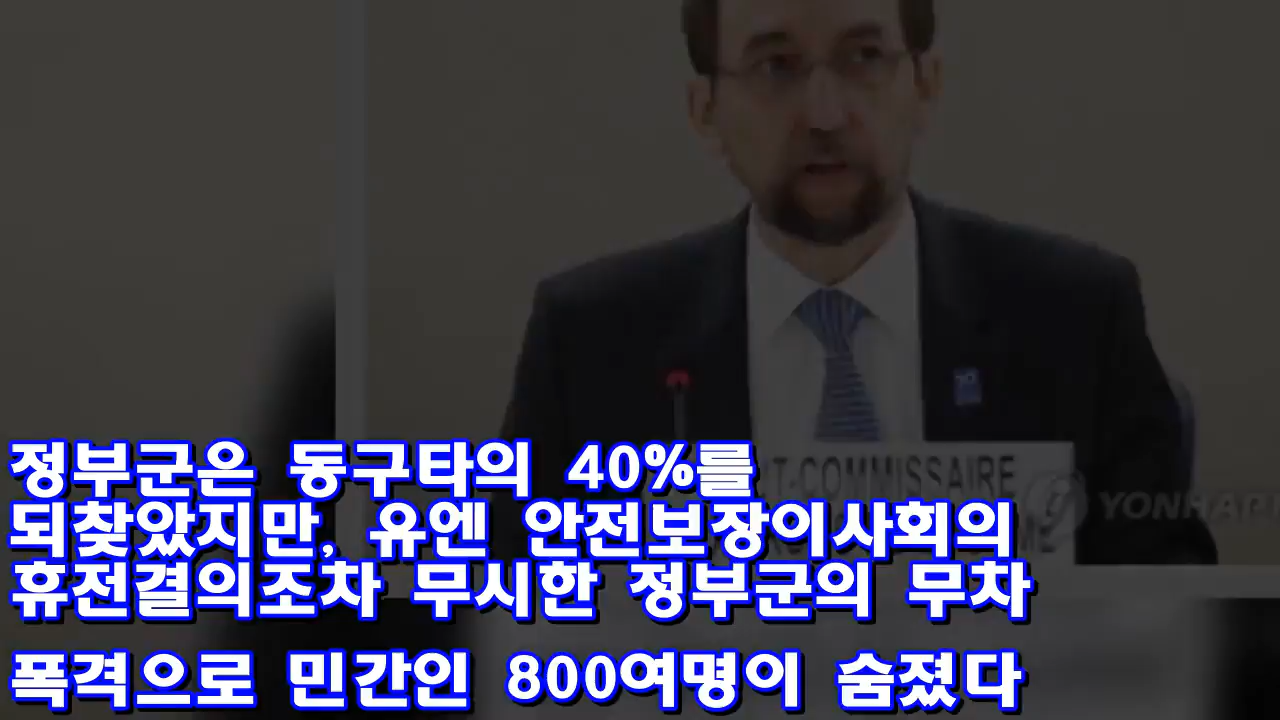 T-COMMISSAIRE
YONHAP
정부군은 동구타의 40%를
되찾았지만, 유엔 안전보장이사회의
휴전결의조차 무시한 정부군의 무차
폭격으로 민간인 800여명이 숨졌다